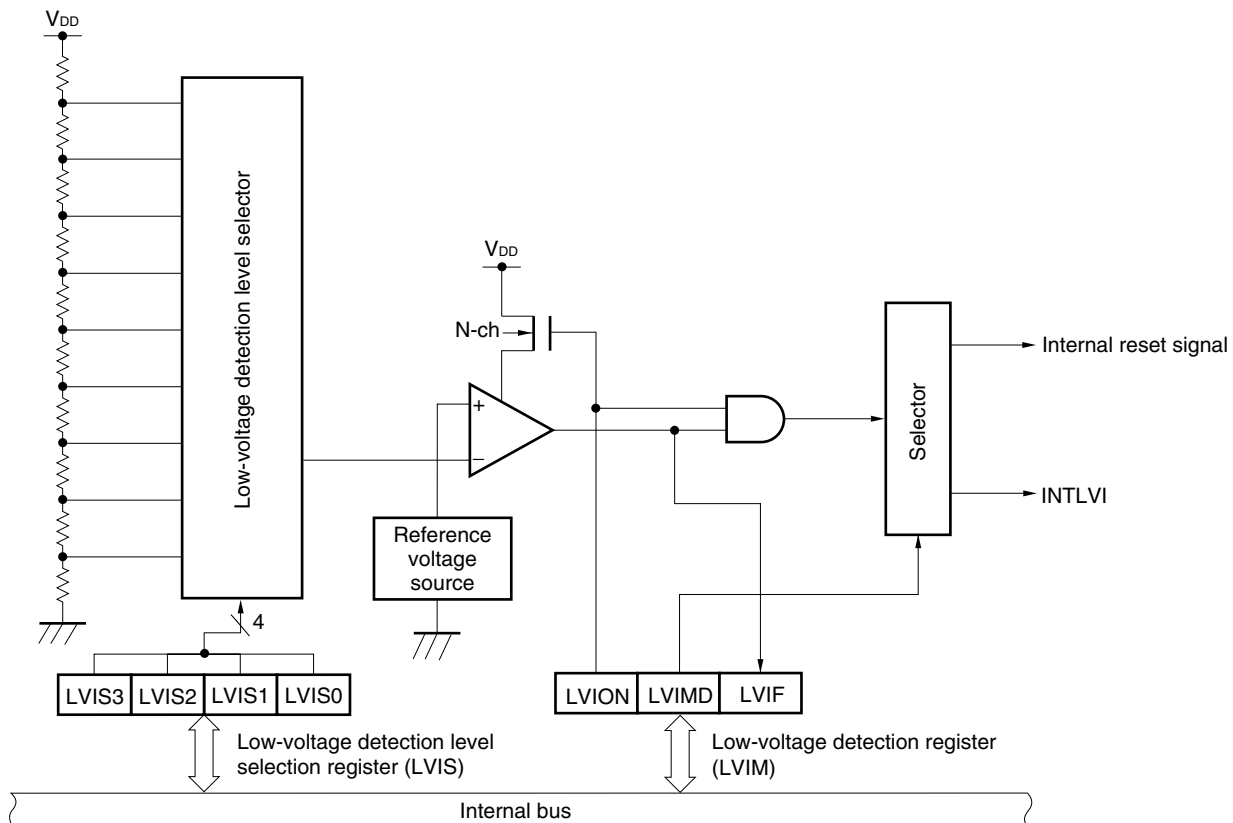 VDD
Low-voltage detection level selector
VDD
N-ch
+
−
Reference
voltage
source
Selector
Internal reset signal
INTLVI
4
LVIS3 LVIS2 LVIS1 LVIS0
LVION LVIMD LVIF
Low-voltage detection level
selection register (LVIS)
Low-voltage detection register
(LVIM)
Internal bus